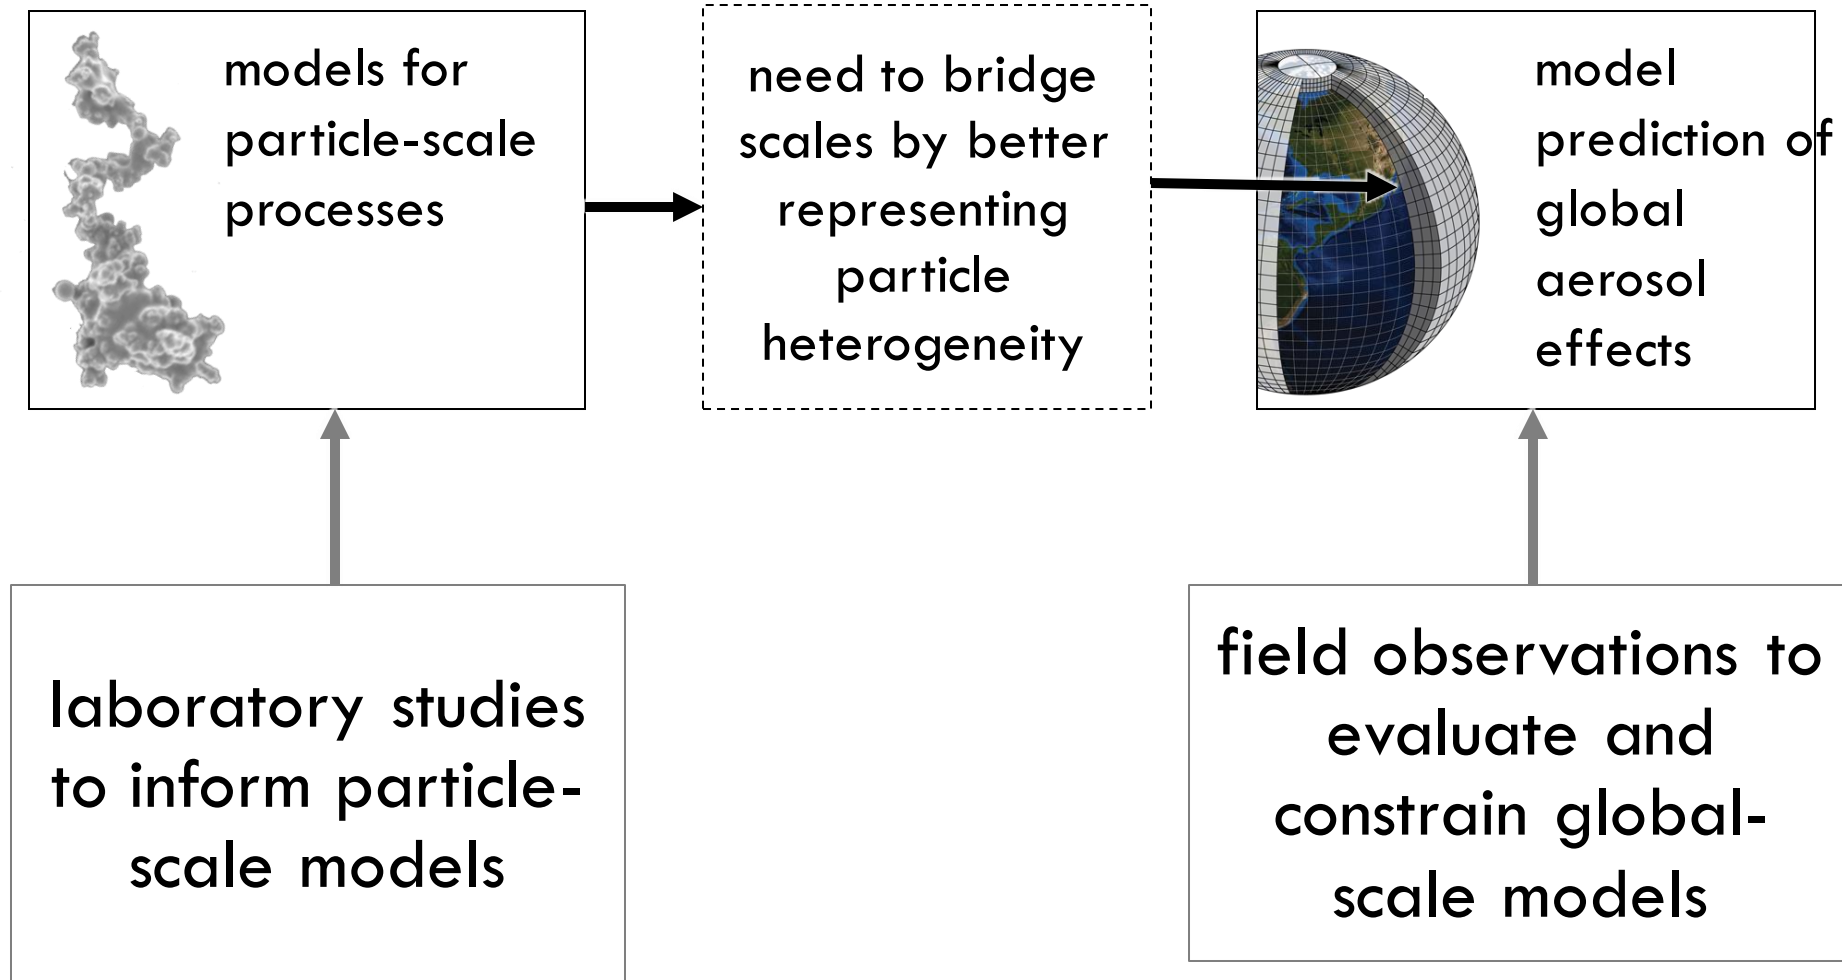 models for
particle-scale
processes
need to bridge
scales by better
representing
particle
heterogeneity
model
prediction of
global
aerosol
effects
laboratory studies
to inform particle-
scale models
field observations to
evaluate and
constrain global-
scale models